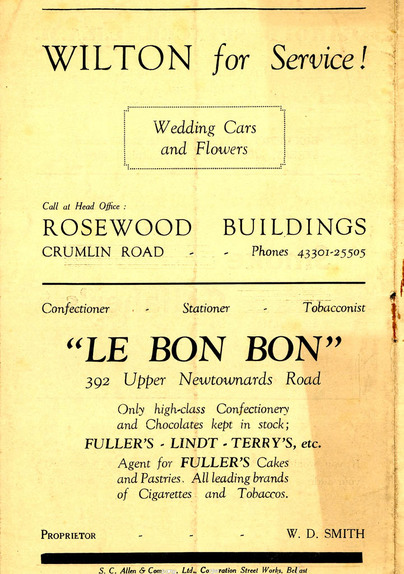 WILTON for Service!
Wedding Cars
and Flowers
Call at Head Office:
ROSEWOOD BUILDINGS
CRUMLIN ROAD - - Phones 43301-25505
Confectioner - Stationer - Tobacconist
"LE BON BON"
392 Upper Newtownards Road
Only high-class Confectionery
and Chocolates kept in stock;
FULLER'S - LINDT - TERRY'S, etc.
Agent for FULLER'S Cakes
and Pastries. All leading brands
of Cigarettes and Tobaccos.
PROPRIETOR - - - W. D. SMITH
S. C. Allen & Ltd., Street Works,